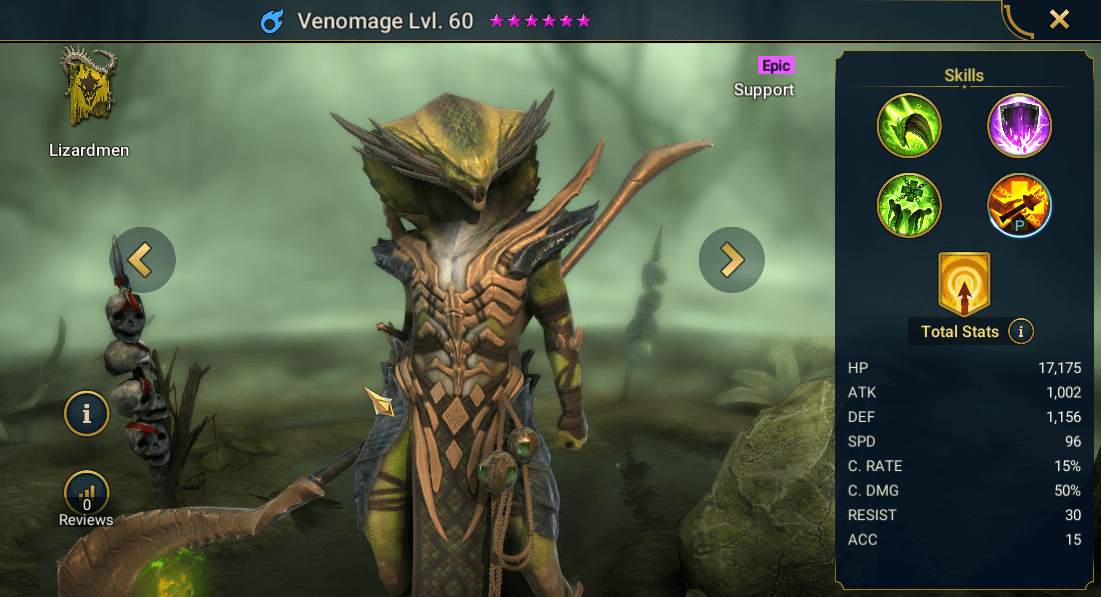 Venomage Lvl. 60
Lizardmen
Epic
Support
0
Reviews
Skills
P
Total Stats
HP 17,175
ATK 1,002
DEF 1,156
SPD 96
C. RATE 15%
C. DMG 50%
RESIST 30
ACC 15